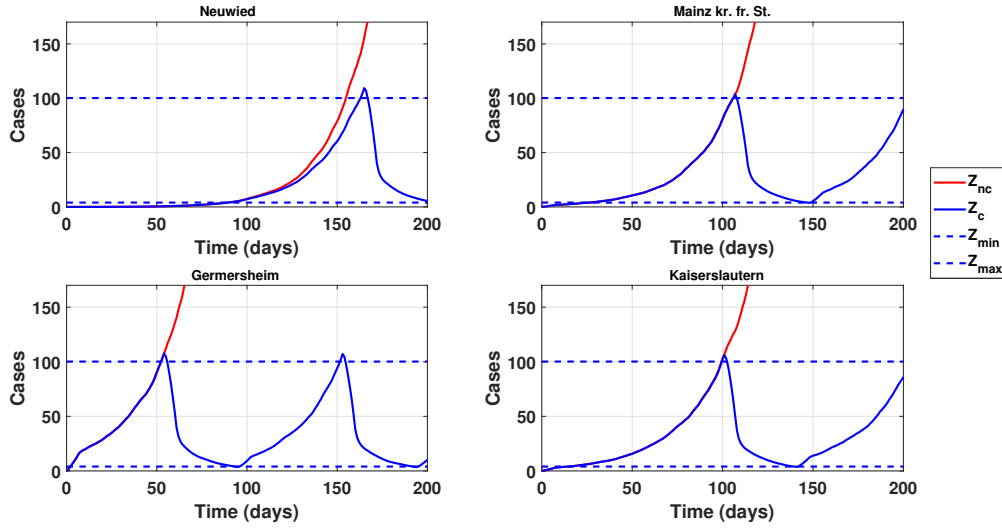 Neuwied
Mainz kr. fr. St.
Cases
150
100
50
0
0 50 100 150 200
Time (days)
Cases
150
100
50
0
0 50 100 150 200
Time (days)
Z_nc
Z_c
Z_min
Z_max
Germersheim
Kaiserslautern
Cases
150
100
50
0
0 50 100 150 200
Time (days)
Cases
150
100
50
0
0 50 100 150 200
Time (days)